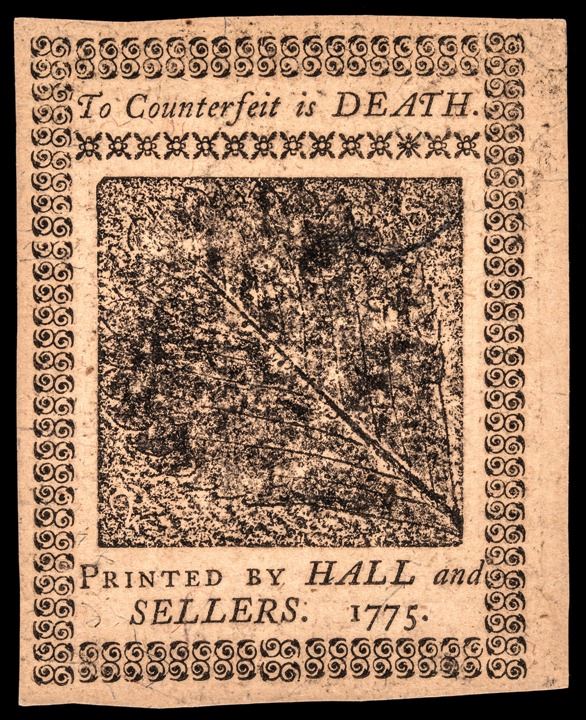 To Counterfeit is DEATH.
PRINTED BY HALL and
SELLERS. 1775.